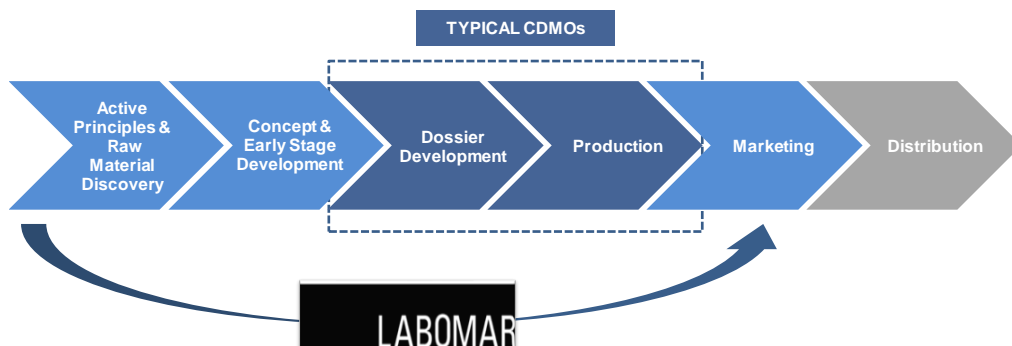 TYPICAL CDMOs
Active
Principles &
Raw
Material
Discovery
Concept &
Early Stage
Development
Dossier
Development
Production
Marketing
Distribution
LABOMAR